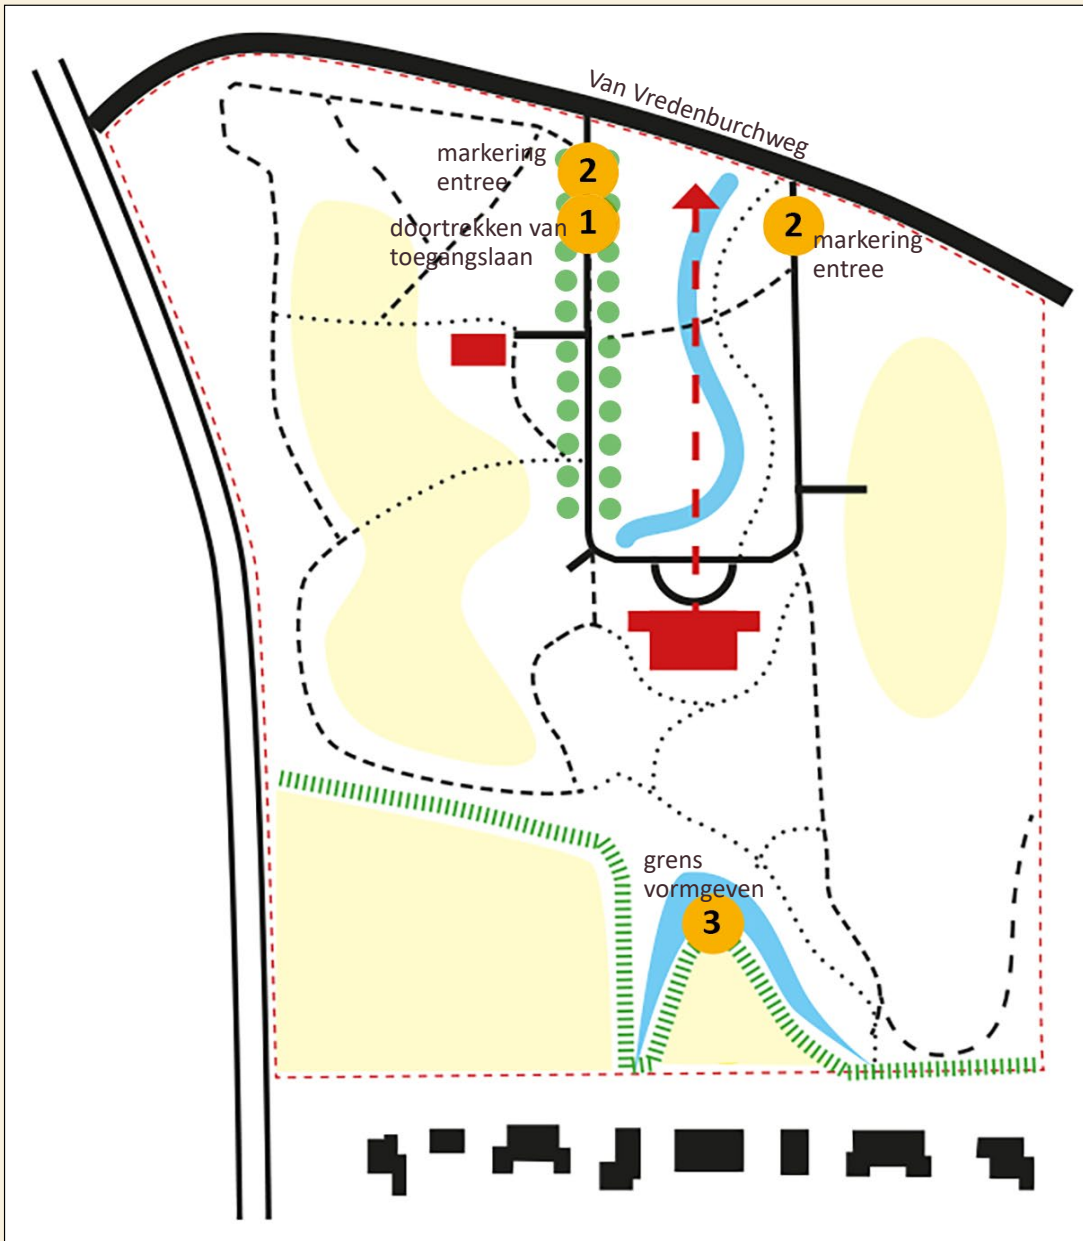 Van Vredenburchweg
markering
entree
2
doortrekken van
toegangslaan
1
2
markering
entree
grens
vormgeven
3